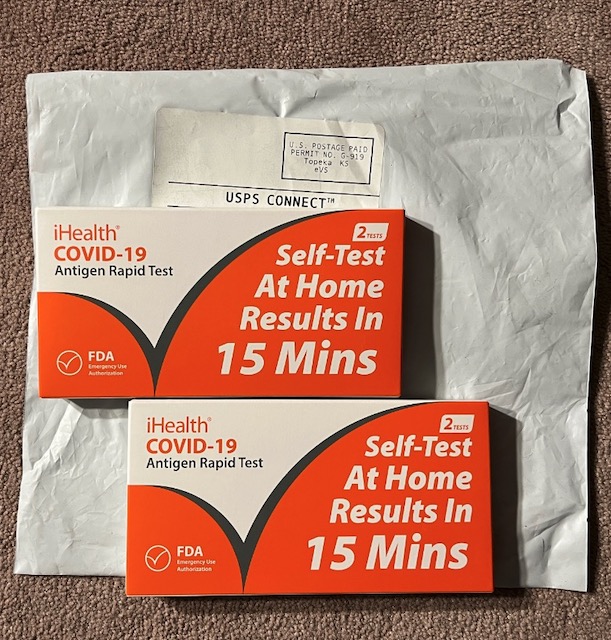 U.S. POSTAGE PAID
PERMIT NO. G-919
Topeka KS
eVS
USPS CONNECT™
iHealth®
COVID-19
Antigen Rapid Test
2 TESTS
Self-Test
At Home
Results In
15 Mins
FDA
Emergency Use
Authorization
iHealth®
COVID-19
Antigen Rapid Test
2 TESTS
Self-Test
At Home
Results In
15 Mins
FDA
Emergency Use
Authorization